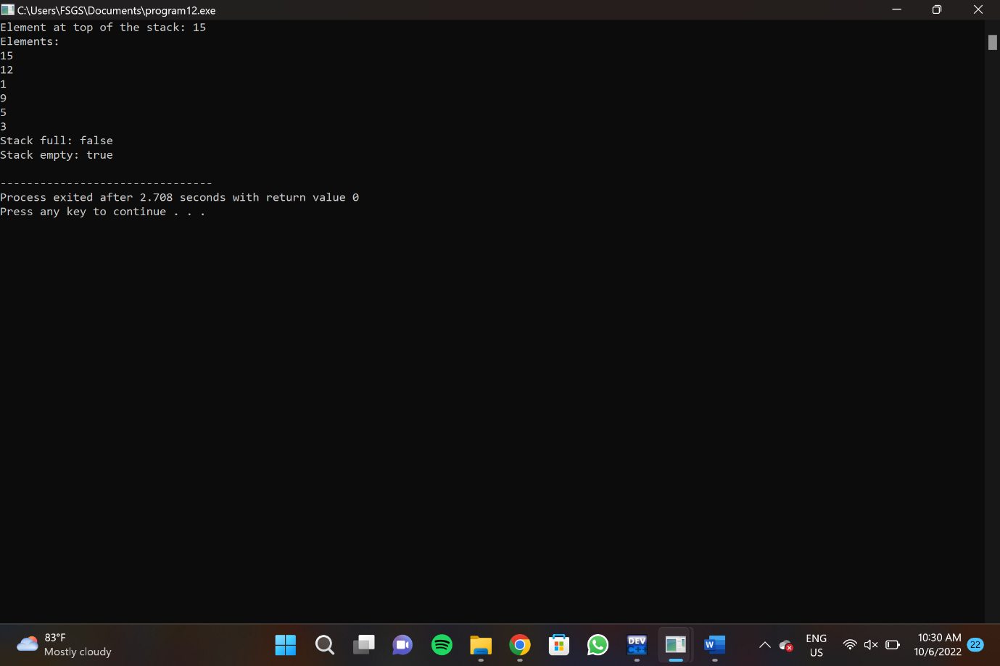 C:\Users\FSGS\Documents\program12.exe
Element at top of the stack: 15
Elements:
15
12
1
9
5
3
Stack full: false
Stack empty: true
--------------------------------
Process exited after 2.708 seconds with return value 0
Press any key to continue . . .
83°F
Mostly cloudy
DEV
C++
W
ENG
US
10:30 AM
10/6/2022
22